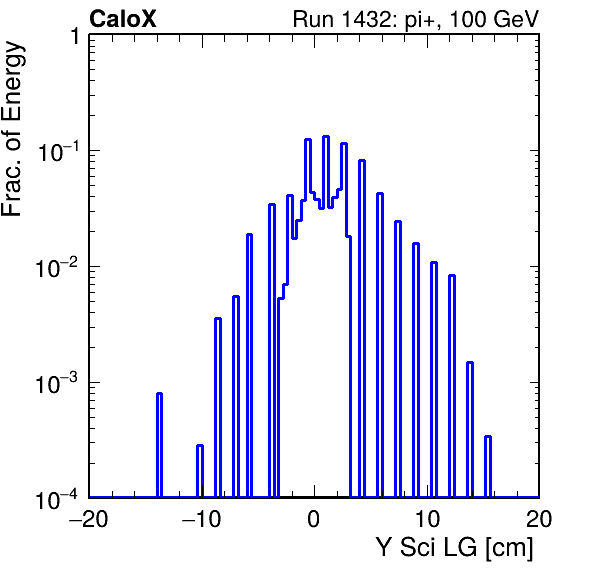 CaloX Run 1432: pi+, 100 GeV
Frac. of Energy
1
10⁻¹
10⁻²
10⁻³
10⁻⁴
−20 −10 0 10 20
Y Sci LG [cm]